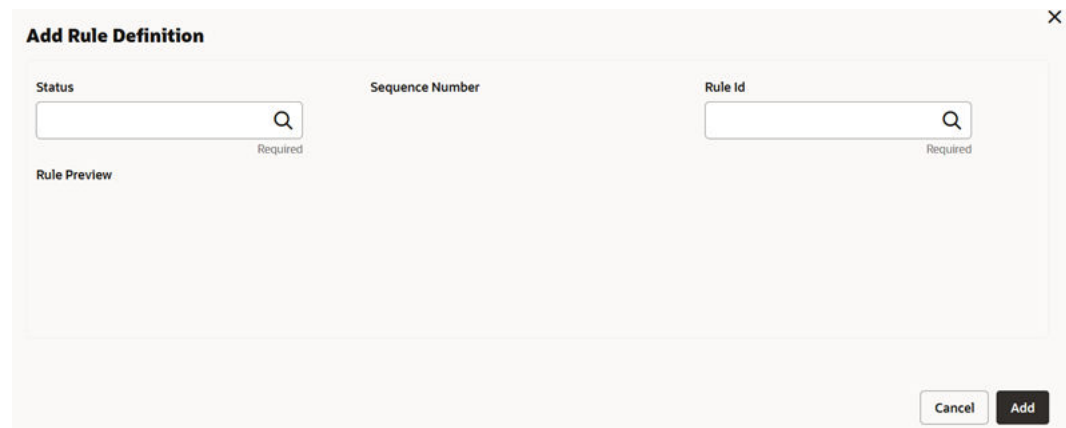 Add Rule Definition
Status
Sequence Number
Rule Id
Required
Required
Rule Preview
Cancel
Add